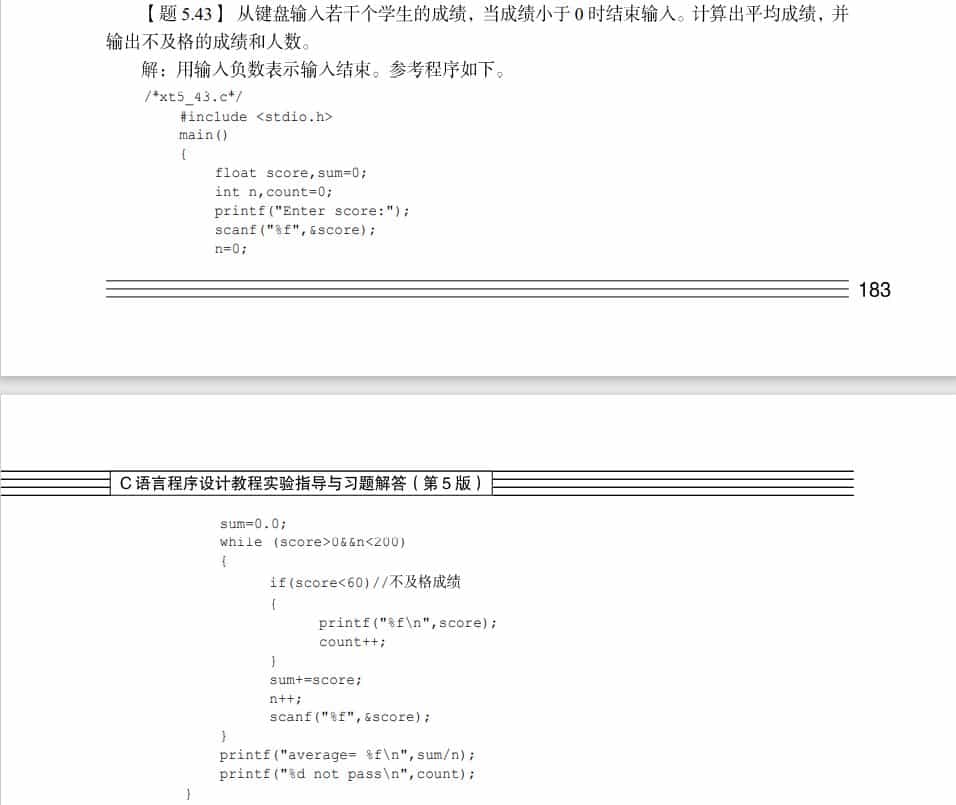 【题 5.43】 从键盘输入若干个学生的成绩，当成绩小于 0 时结束输入。计算出平均成绩，并
输出不及格的成绩和人数。
解：用输入负数表示输入结束。参考程序如下。
/*xt5_43.c*/
#include <stdio.h>
main()
{
float score,sum=0;
int n,count=0;
printf("Enter score:");
scanf("%f",&score);
n=0;
183
C 语言程序设计教程实验指导与习题解答（第 5 版）
sum=0.0;
while (score>0&&n<200)
{
if(score<60)//不及格成绩
{
printf("%f\n",score);
count++;
}
sum+=score;
n++;
scanf("%f",&score);
}
printf("average= %f\n",sum/n);
printf("%d not pass\n",count);
}